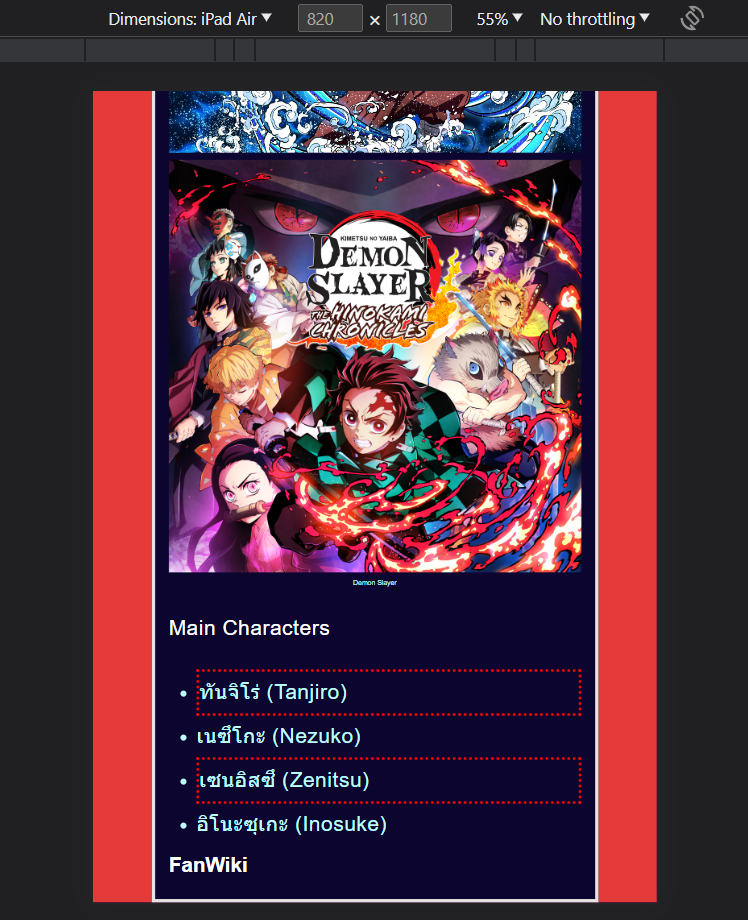 Dimensions: iPad Air
820 × 1180
55%
No throttling
KIMETSU NO YAIBA
DEMON
SLAYER
THE HINOKAMI
CHRONICLES
Demon Slayer
Main Characters
• ทันจิโร่ (Tanjiro)
• เนซึโกะ (Nezuko)
• เซนอิสซึ (Zenitsu)
• อิโนะซุเกะ (Inosuke)
FanWiki